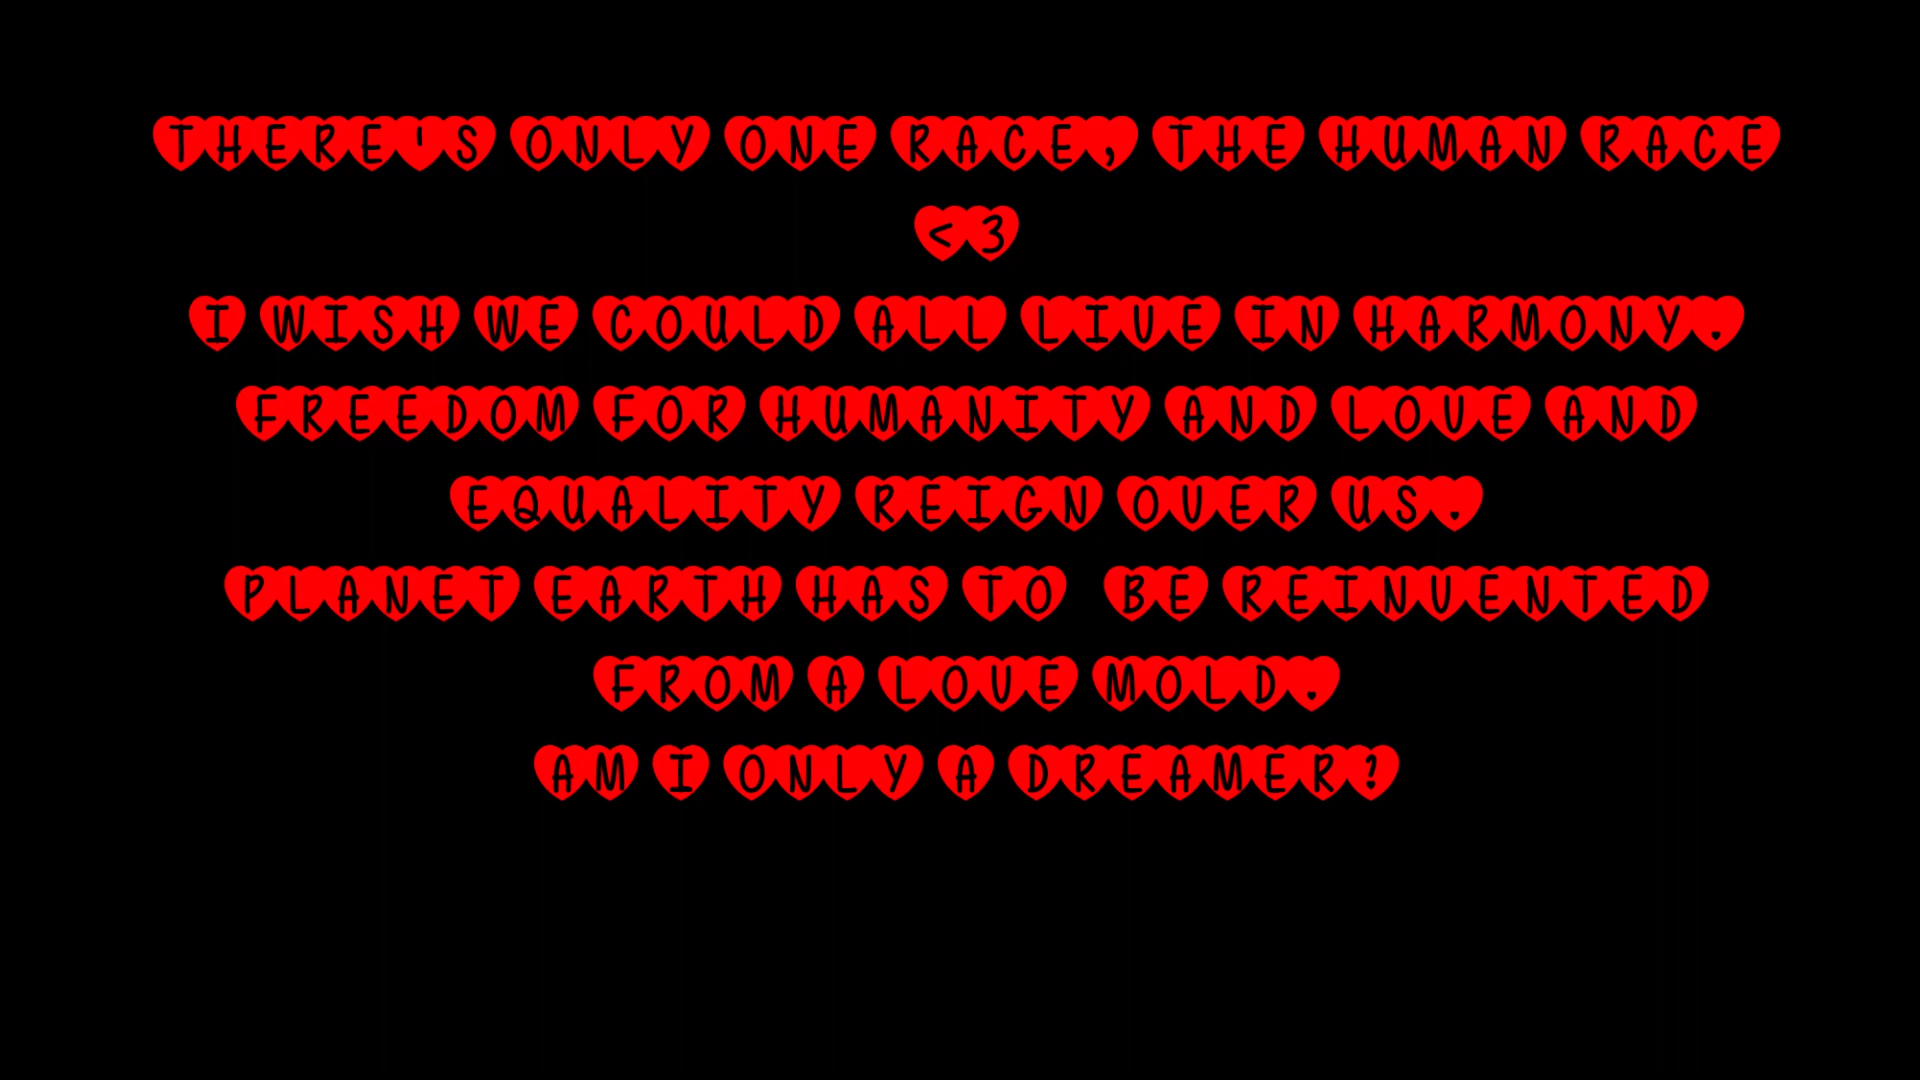 THERE'S ONLY ONE RACE, THE HUMAN RACE
<3
I WISH WE COULD ALL LIVE IN HARMONY.
FREEDOM FOR HUMANITY AND LOVE AND
EQUALITY REIGN OVER US.
PLANET EARTH HAS TO BE REINVENTED
FROM A LOVE MOLD.
AM I ONLY A DREAMER?